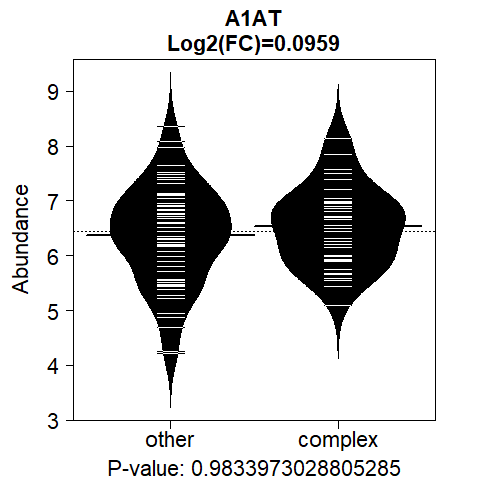 A1AT
Log2(FC)=0.0959
Abundance
9
8
7
6
5
4
3
other complex
P-value: 0.9833973028805285